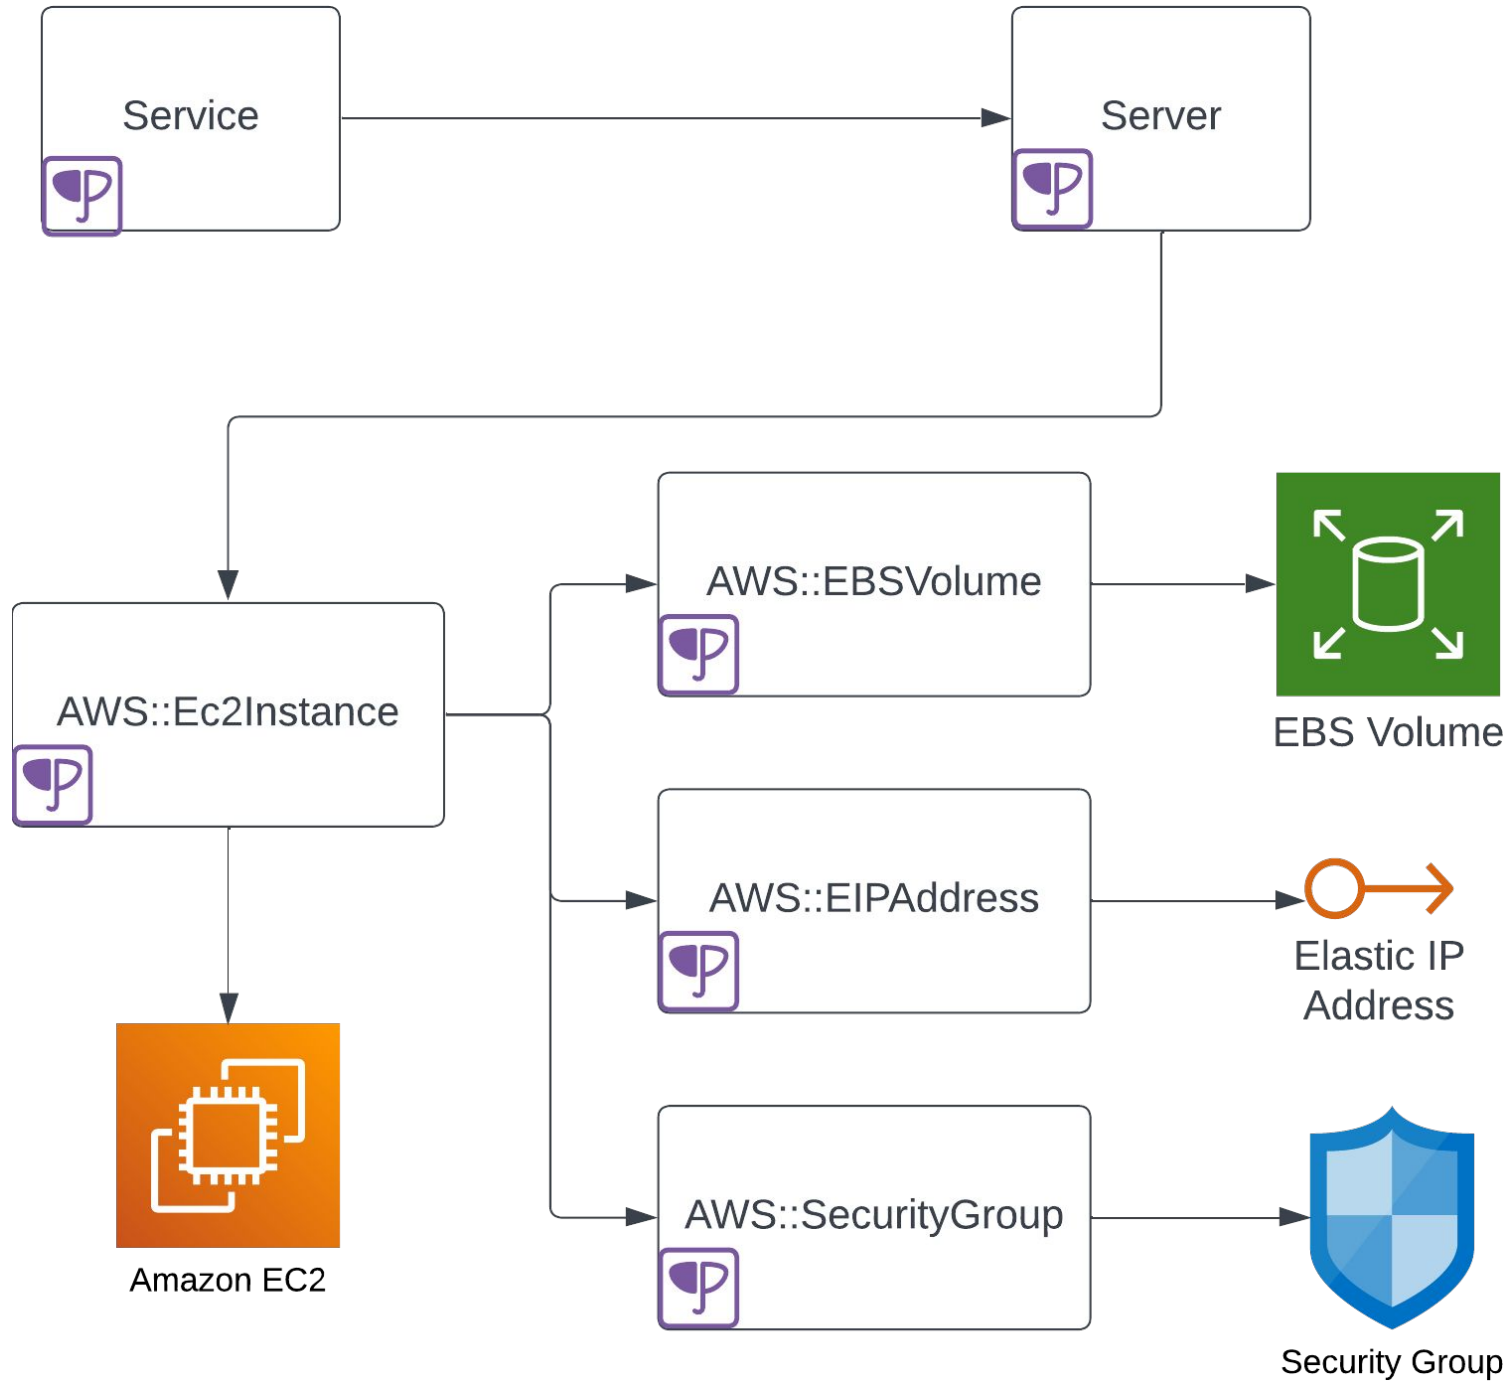 Service
Server
AWS::EBSVolume
EBS Volume
AWS::Ec2Instance
AWS::EIPAddress
Elastic IP
Address
AWS::SecurityGroup
Amazon EC2
Security Group